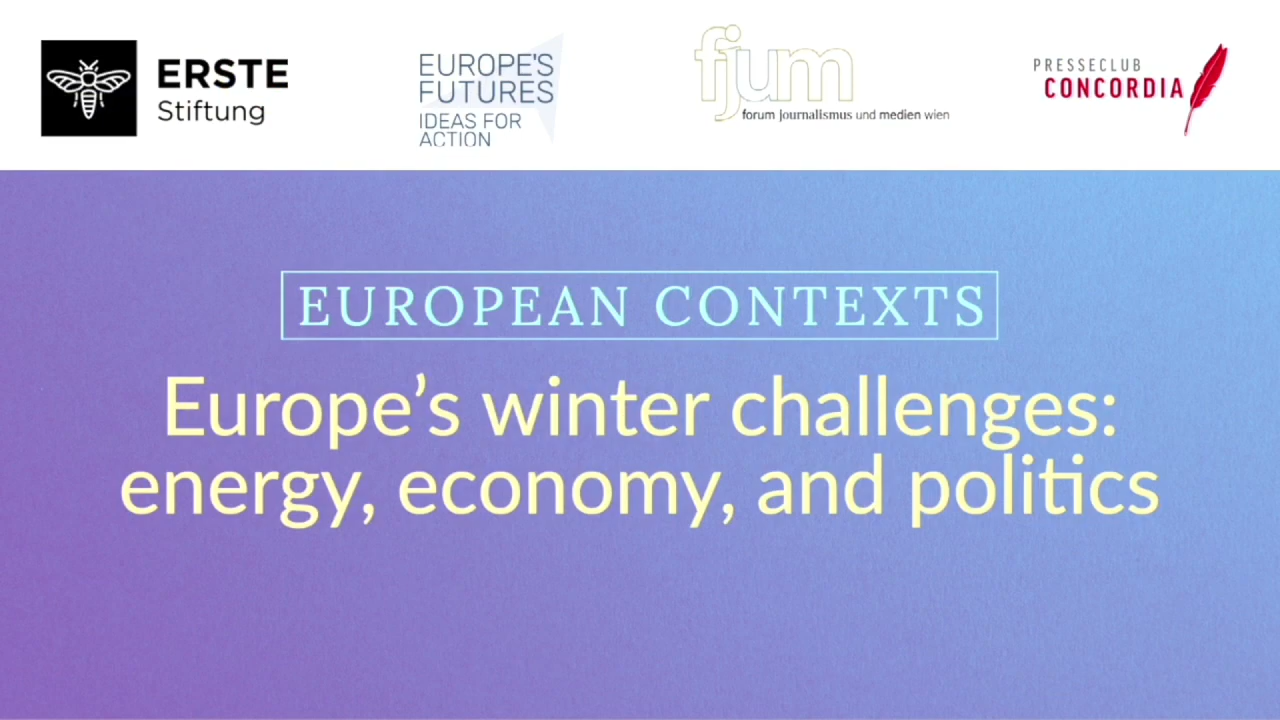 ERSTE
Stiftung
EUROPE'S
FUTURES
IDEAS FOR
ACTION
fjum
forum journalismus und medien wien
PRESSECLUB
CONCORDIA
EUROPEAN CONTEXTS
Europe’s winter challenges:
energy, economy, and politics